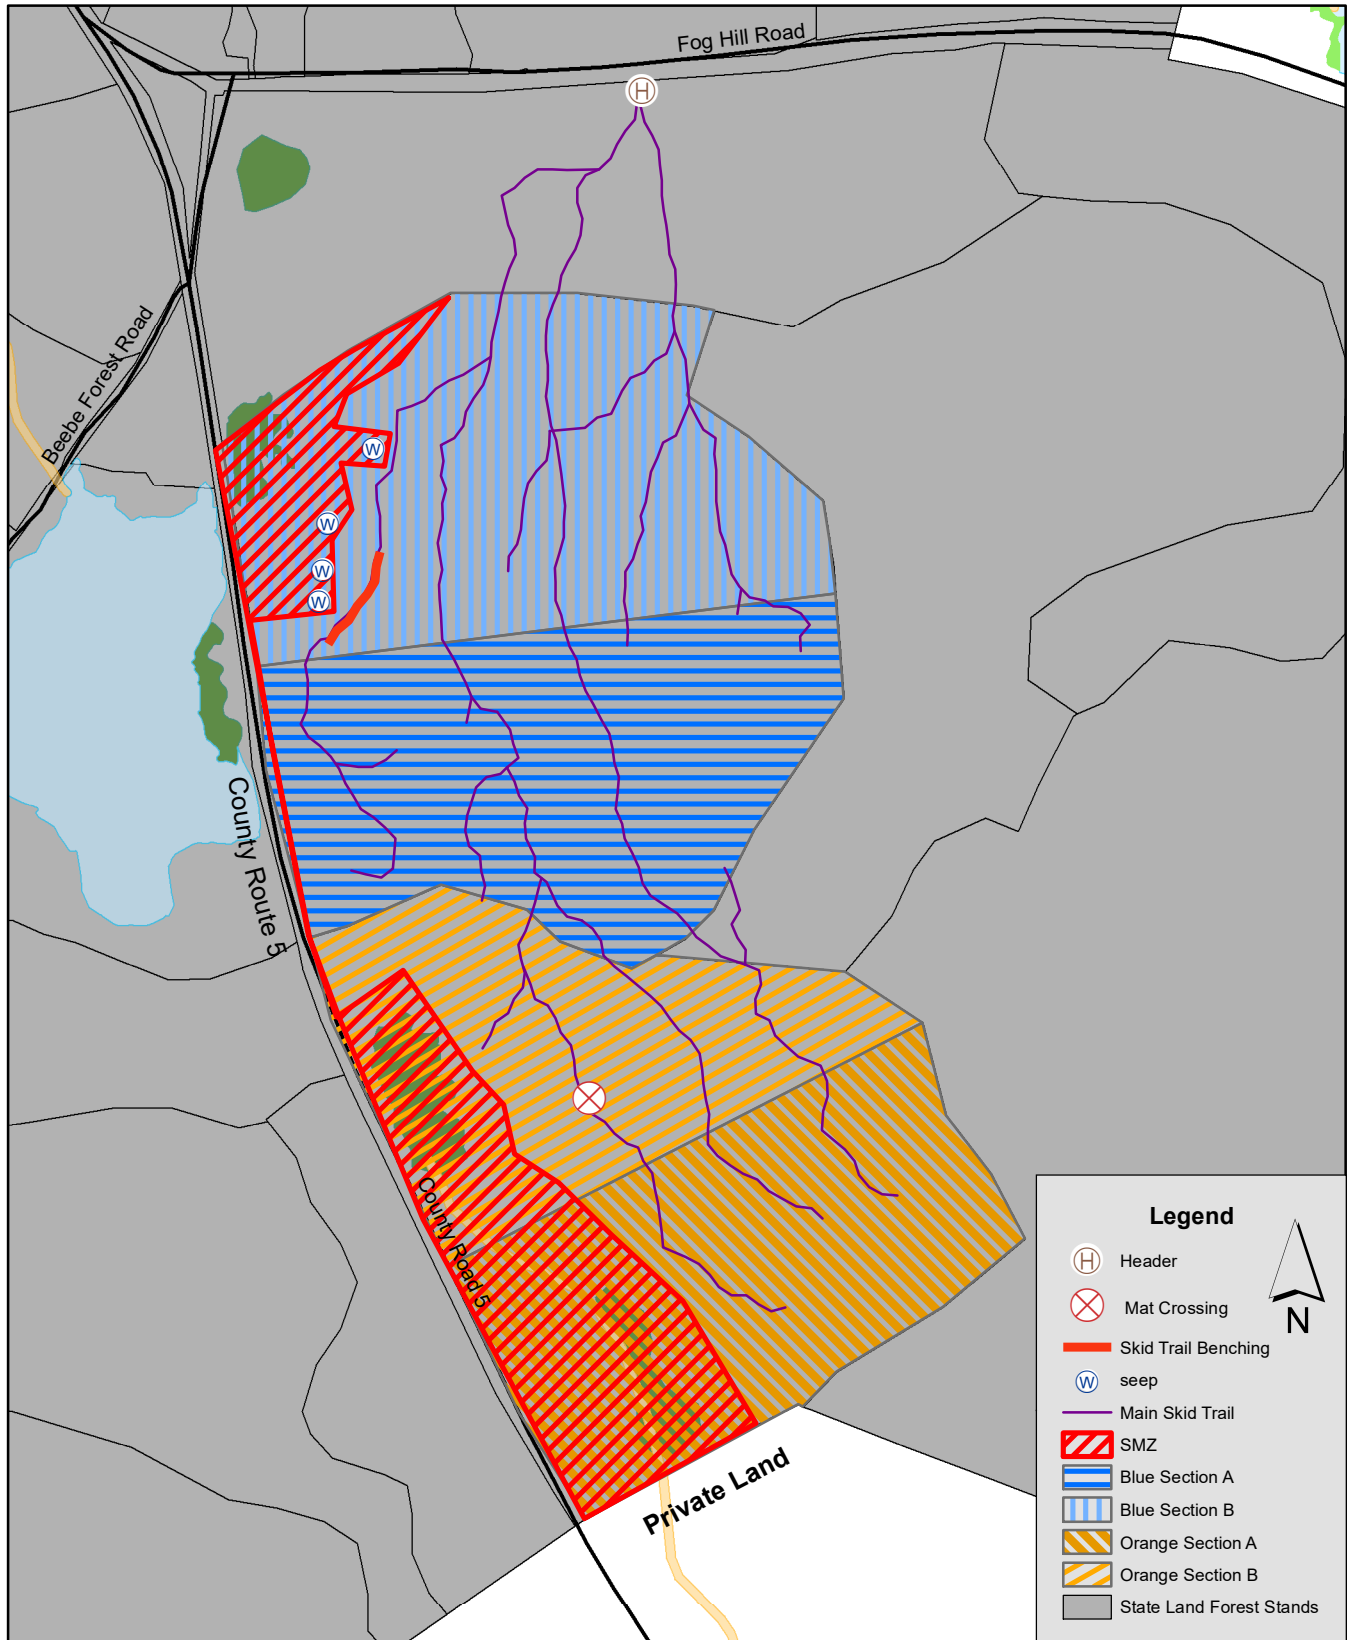 Fog Hill Road
H
Beebe Forest Road
W
W
W
W
County Route 5
County Road 5
Private Land
Legend
H Header
Mat Crossing
Skid Trail Benching
W seep
Main Skid Trail
SMZ
Blue Section A
Blue Section B
Orange Section A
Orange Section B
State Land Forest Stands
N